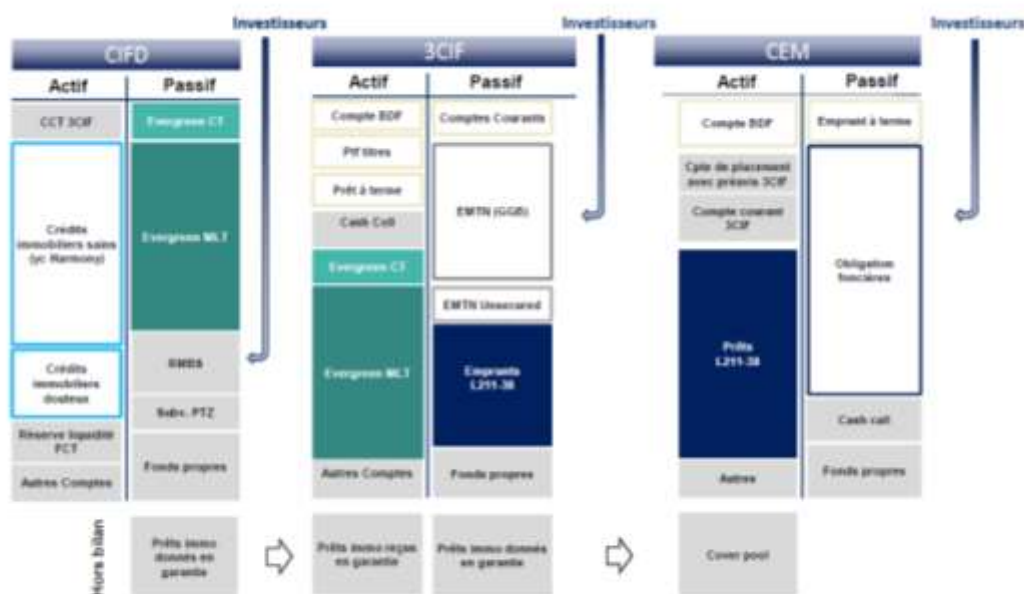 Investisseurs
Investisseurs
Investisseurs
CIFD
Actif
Passif
CCT 3CIF
Evergreen CT
Crédits
immobiliers sains
(yc Harmony)
Evergreen MLT
Crédits
immobiliers
douteux
RMBS
Réserve liquidité
FCT
Subv. PTZ
Autres Comptes
Fonds propres
3CIF
Actif
Passif
Compte BDF
Comptes Courants
Ptf titres
Prêt à terme
EMTN (GGB)
Cash Coll
Evergreen CT
EMTN Unsecured
Evergreen MLT
Emprunts
L211-38
Autres Comptes
Fonds propres
CEM
Actif
Passif
Compte BDF
Emprunt à terme
Cpte de placement
avec préavis 3CIF
Compte courant
3CIF
Obligation
foncières
Prêts
L211-38
Cash coll
Autres
Fonds propres
Hors bilan
Prêts immo
donnés en
garantie
Prêts immo reçus
en garantie
Prêts immo donnés
en garantie
Cover pool